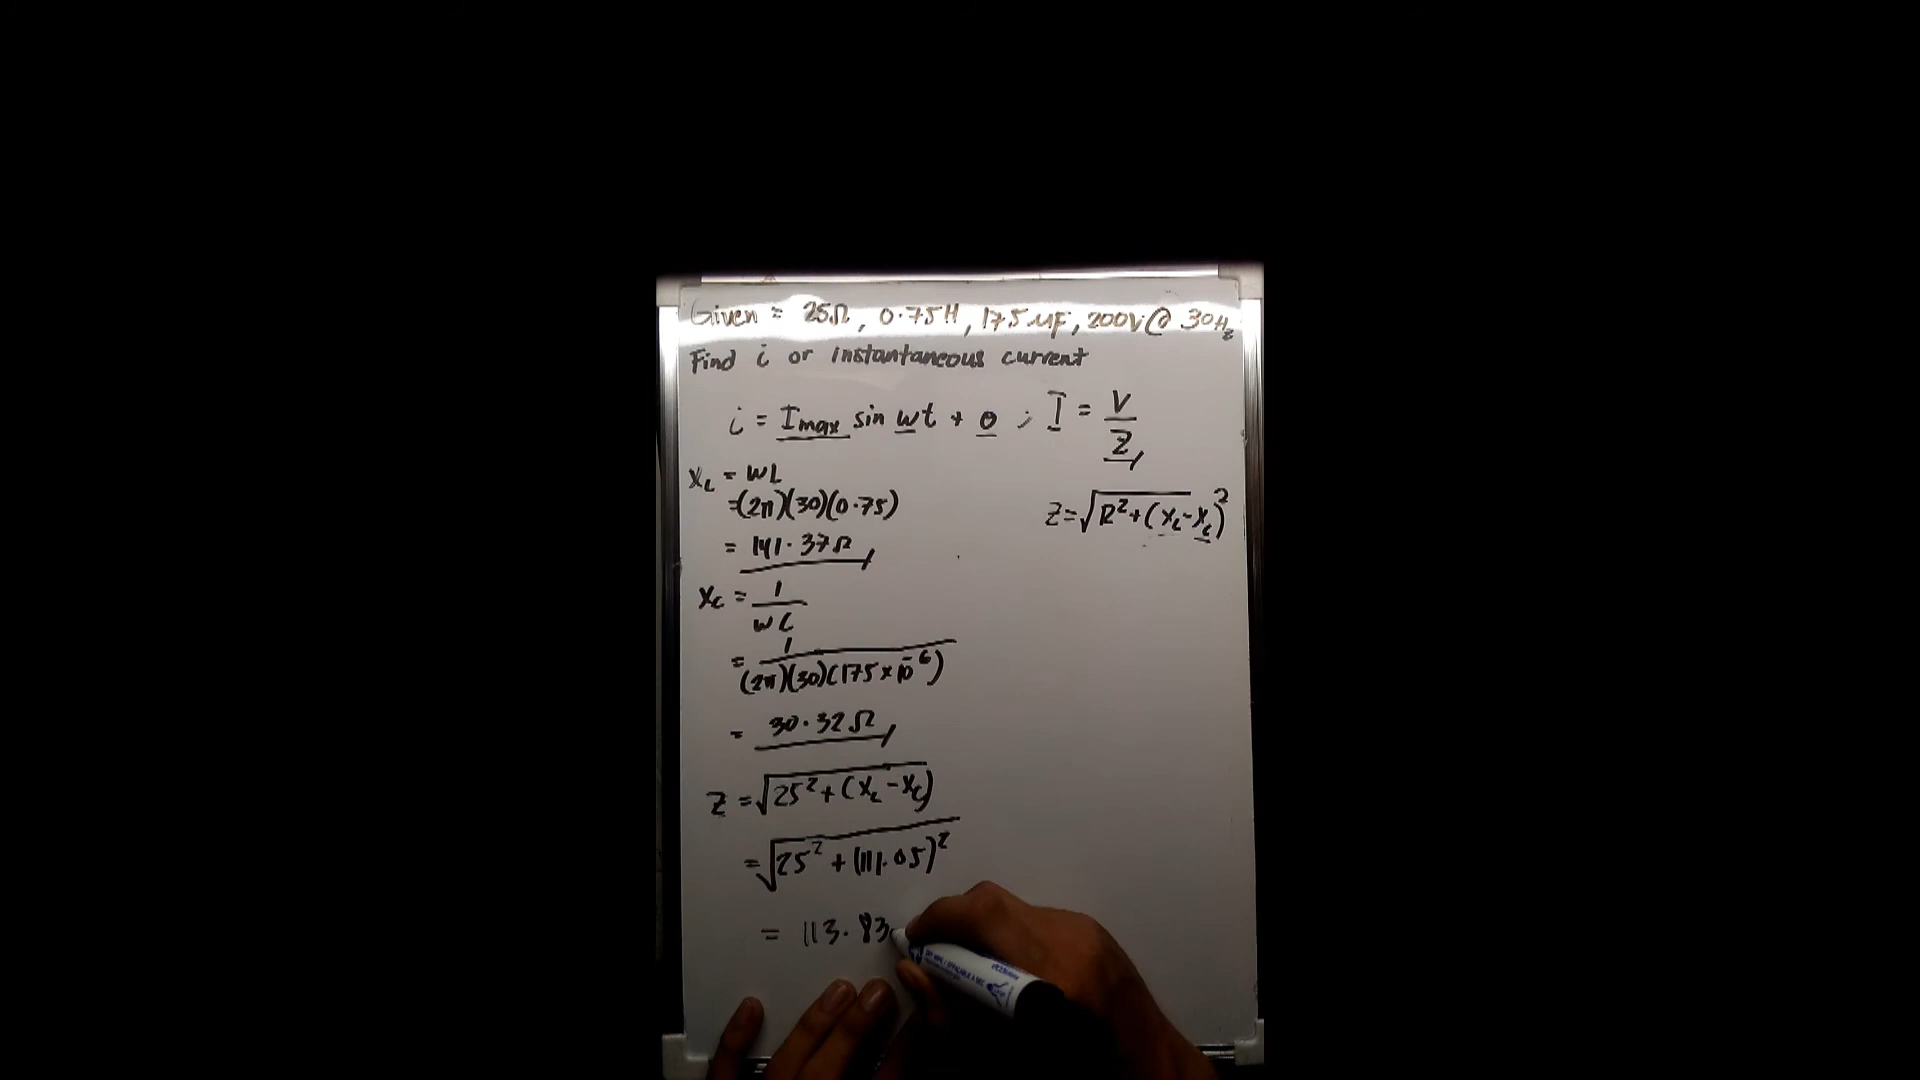 Given = 25Ω, 0.75H, 175 μF, 200V@ 30Hz
Find i or instantaneous current
i = Imax sin wt + θ ; I = V/Z
XL = WL
=(2π)(30)(0.75)
= 141.37Ω
Z=√R²+(XL-XC)²
XC = 1/WC
= 1/(2π)(30)(175×10⁻⁶)
= 30.32Ω
Z =√25²+(XL-XC)
=√25² + (111.05)²
= 113.83